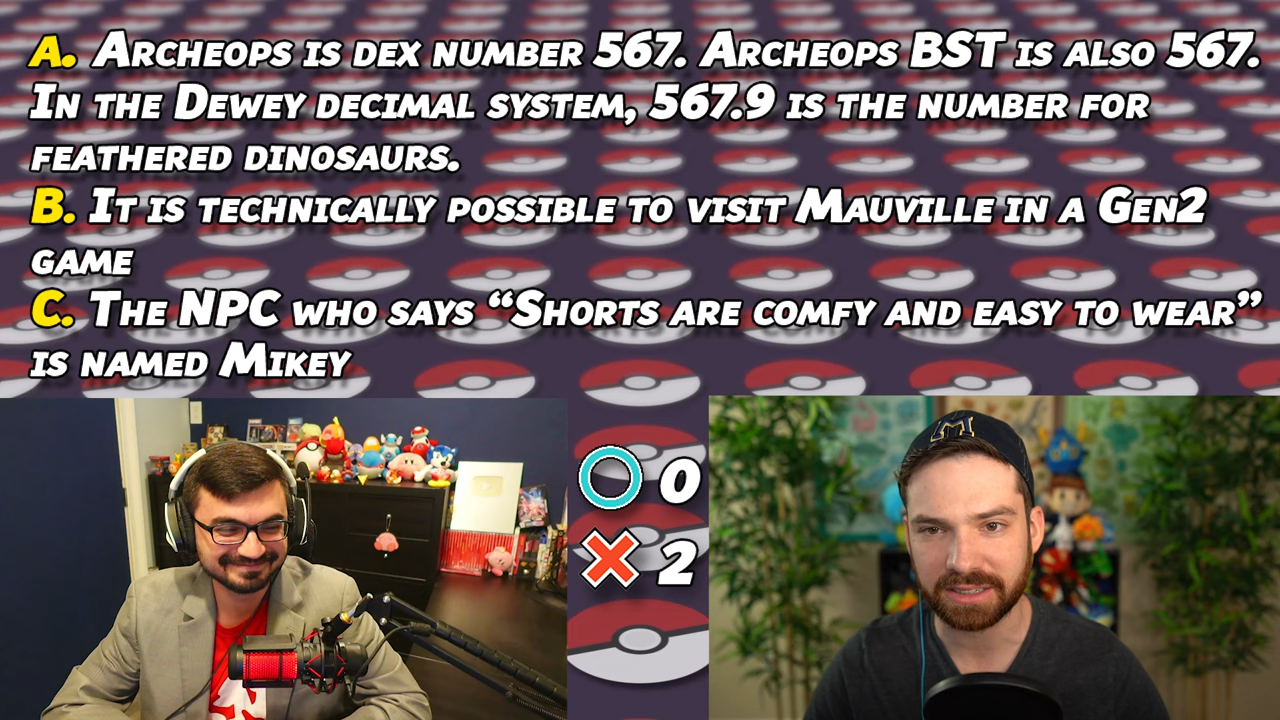 A. Archeops is dex number 567. Archeops BST is also 567.
In the Dewey decimal system, 567.9 is the number for
feathered dinosaurs.
B. It is technically possible to visit Mauville in a Gen2
game
C. The NPC who says “Shorts are comfy and easy to wear”
is named Mikey
0
2
M